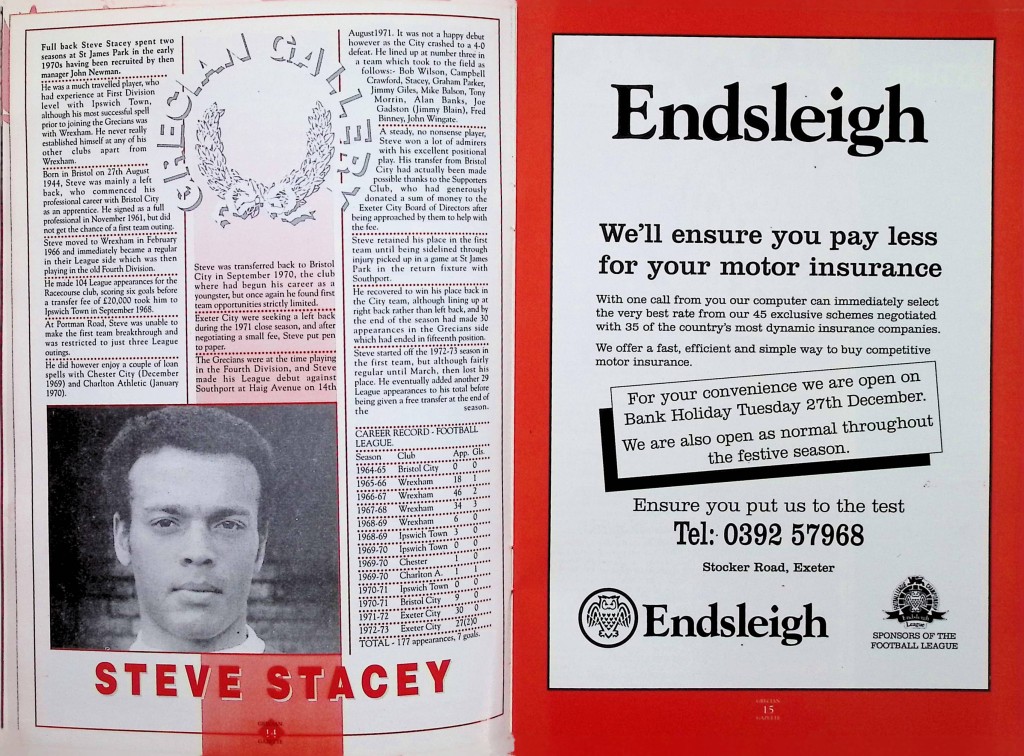 Full back Steve Stacey spent two
seasons at St James Park in the early
1970s having been recruited by then
manager John Newman.
He was a much travelled player, who
had experience at First Division
level with Ipswich Town,
although his most successful spell
prior to joining the Grecians was
with Wrexham. He never really
established himself at any of his
other clubs apart from
Wrexham.
Born in Bristol on 27th August
1944, Steve was mainly a left
back, who commenced his
professional career with Bristol City
as an apprentice. He signed as a full
professional in November 1961, but did
not get the chance of a first team outing.
Steve moved to Wrexham in February
1966 and immediately became a regular
in their League side which was then
playing in the old Fourth Division.
He made 104 League appearances for the
Racecourse club, scoring six goals before
a transfer fee of £20,000 took him to
Ipswich Town in September 1968.
At Portman Road, Steve was unable to
make the first team breakthrough and
was restricted to just three League
outings.
He did however enjoy a couple of loan
spells with Chester City (December
1969) and Charlton Athletic (January
1970).
GRECIAN GALLERY
Steve was transferred back to Bristol
City in September 1970, the club
where had begun his career as a
youngster, but once again he found first
team opportunities strictly limited.
Exeter City were seeking a left back
during the 1971 close season, and after
negotiating a small fee, Steve put pen
to paper.
The Grecians were at the time playing
in the Fourth Division, and Steve
made his League debut against
Southport at Haig Avenue on 14th
August1971. It was not a happy debut
however as the City crashed to a 4-0
defeat. He lined up at number three in
a team which took to the field as
follows:- Bob Wilson, Campbell
Crawford, Stacey, Graham Parker,
Jimmy Giles, Mike Balson, Tony
Morrin, Alan Banks, Joe
Gadston (Jimmy Blain), Fred
Binney, John Wingate.
A steady, no nonsense player,
Steve won a lot of admirers
with his excellent positional
play. His transfer from Bristol
City had actually been made
possible thanks to the Supporters
Club, who had generously
donated a sum of money to the
Exeter City Board of Directors after
being approached by them to help with
the fee.
Steve retained his place in the first
team until being sidelined through
injury picked up in a game at St James
Park in the return fixture with
Southport.
He recovered to win his place back in
the City team, although lining up at
right back rather than left back, and by
the end of the season had made 30
appearances in the Grecians side
which had ended in fifteenth position.
Steve started off the 1972-73 season in
the first team, but although fairly
regular until March, then lost his
place. He eventually added another 29
League appearances to his total before
being given a free transfer at the end of
the season.
CAREER RECORD - FOOTBALL
LEAGUE.
Season Club App. Gls.
1964-65 Bristol City 0 0
1965-66 Wrexham 18 1
1966-67 Wrexham 46 2
1967-68 Wrexham 34 3
1968-69 Wrexham 6 0
1968-69 Ipswich Town 3 0
1969-70 Ipswich Town 0 0
1969-70 Chester 1 0
1969-70 Charlton A. 1 1
1970-71 Ipswich Town 0 0
1970-71 Bristol City 9 0
1971-72 Exeter City 30 0
1972-73 Exeter City 27(2)0
TOTAL - 177 appearances, 7 goals.
STEVE STACEY
GRECIAN
14
GAZETTE
Endsleigh
We'll ensure you pay less
for your motor insurance
With one call from you our computer can immediately select
the very best rate from our 45 exclusive schemes negotiated
with 35 of the country's most dynamic insurance companies.
We offer a fast, efficient and simple way to buy competitive
motor insurance.
For your convenience we are open on
Bank Holiday Tuesday 27th December.
We are also open as normal throughout
the festive season.
Ensure you put us to the test
Tel: 0392 57968
Stocker Road, Exeter
Endsleigh
Endsleigh
League
SPONSORS OF THE
FOOTBALL LEAGUE
GRECIAN
15
GAZETTE